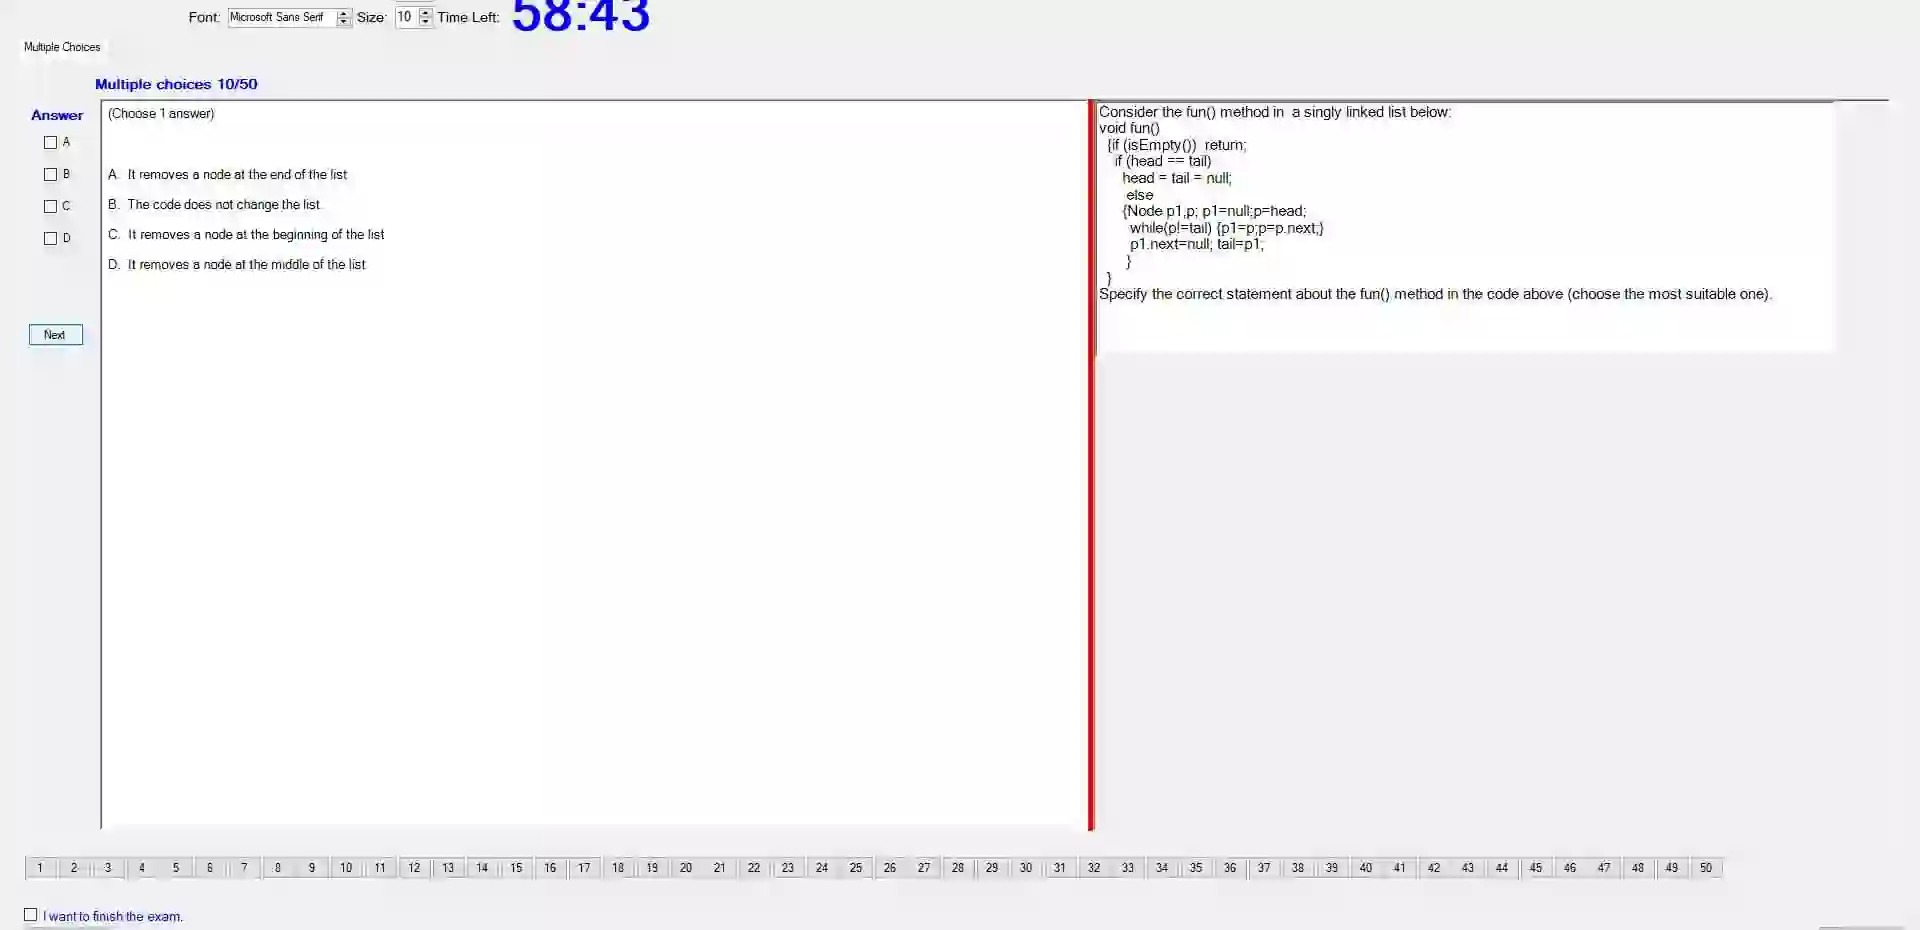 Font: Microsoft Sans Serif Size: 10 Time Left: 58:43
Multiple Choices
Multiple choices 10/50
Answer
A
B
C
D
Next
(Choose 1 answer)
A. It removes a node at the end of the list
B. The code does not change the list.
C. It removes a node at the beginning of the list
D. It removes a node at the middle of the list
Consider the fun() method in a singly linked list below:
void fun()
{if (isEmpty()) return;
if (head == tail)
head = tail = null;
else
{Node p1,p; p1=null;p=head;
while(p!=tail) {p1=p;p=p.next;}
p1.next=null; tail=p1;
}
}
Specify the correct statement about the fun() method in the code above (choose the most suitable one).
1 2 3 4 5 6 7 8 9 10 11 12 13 14 15 16 17 18 19 20 21 22 23 24 25 26 27 28 29 30 31 32 33 34 35 36 37 38 39 40 41 42 43 44 45 46 47 48 49 50
I want to finish the exam.